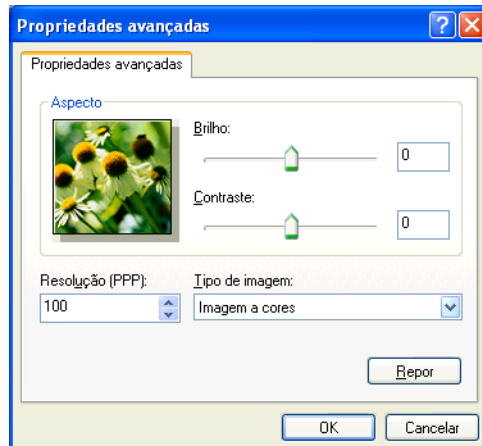 Propriedades avançadas
Propriedades avançadas
Aspecto
Brilho:
0
Contraste:
0
Resolução (PPP):
Tipo de imagem:
100
Imagem a cores
Repor
OK
Cancelar